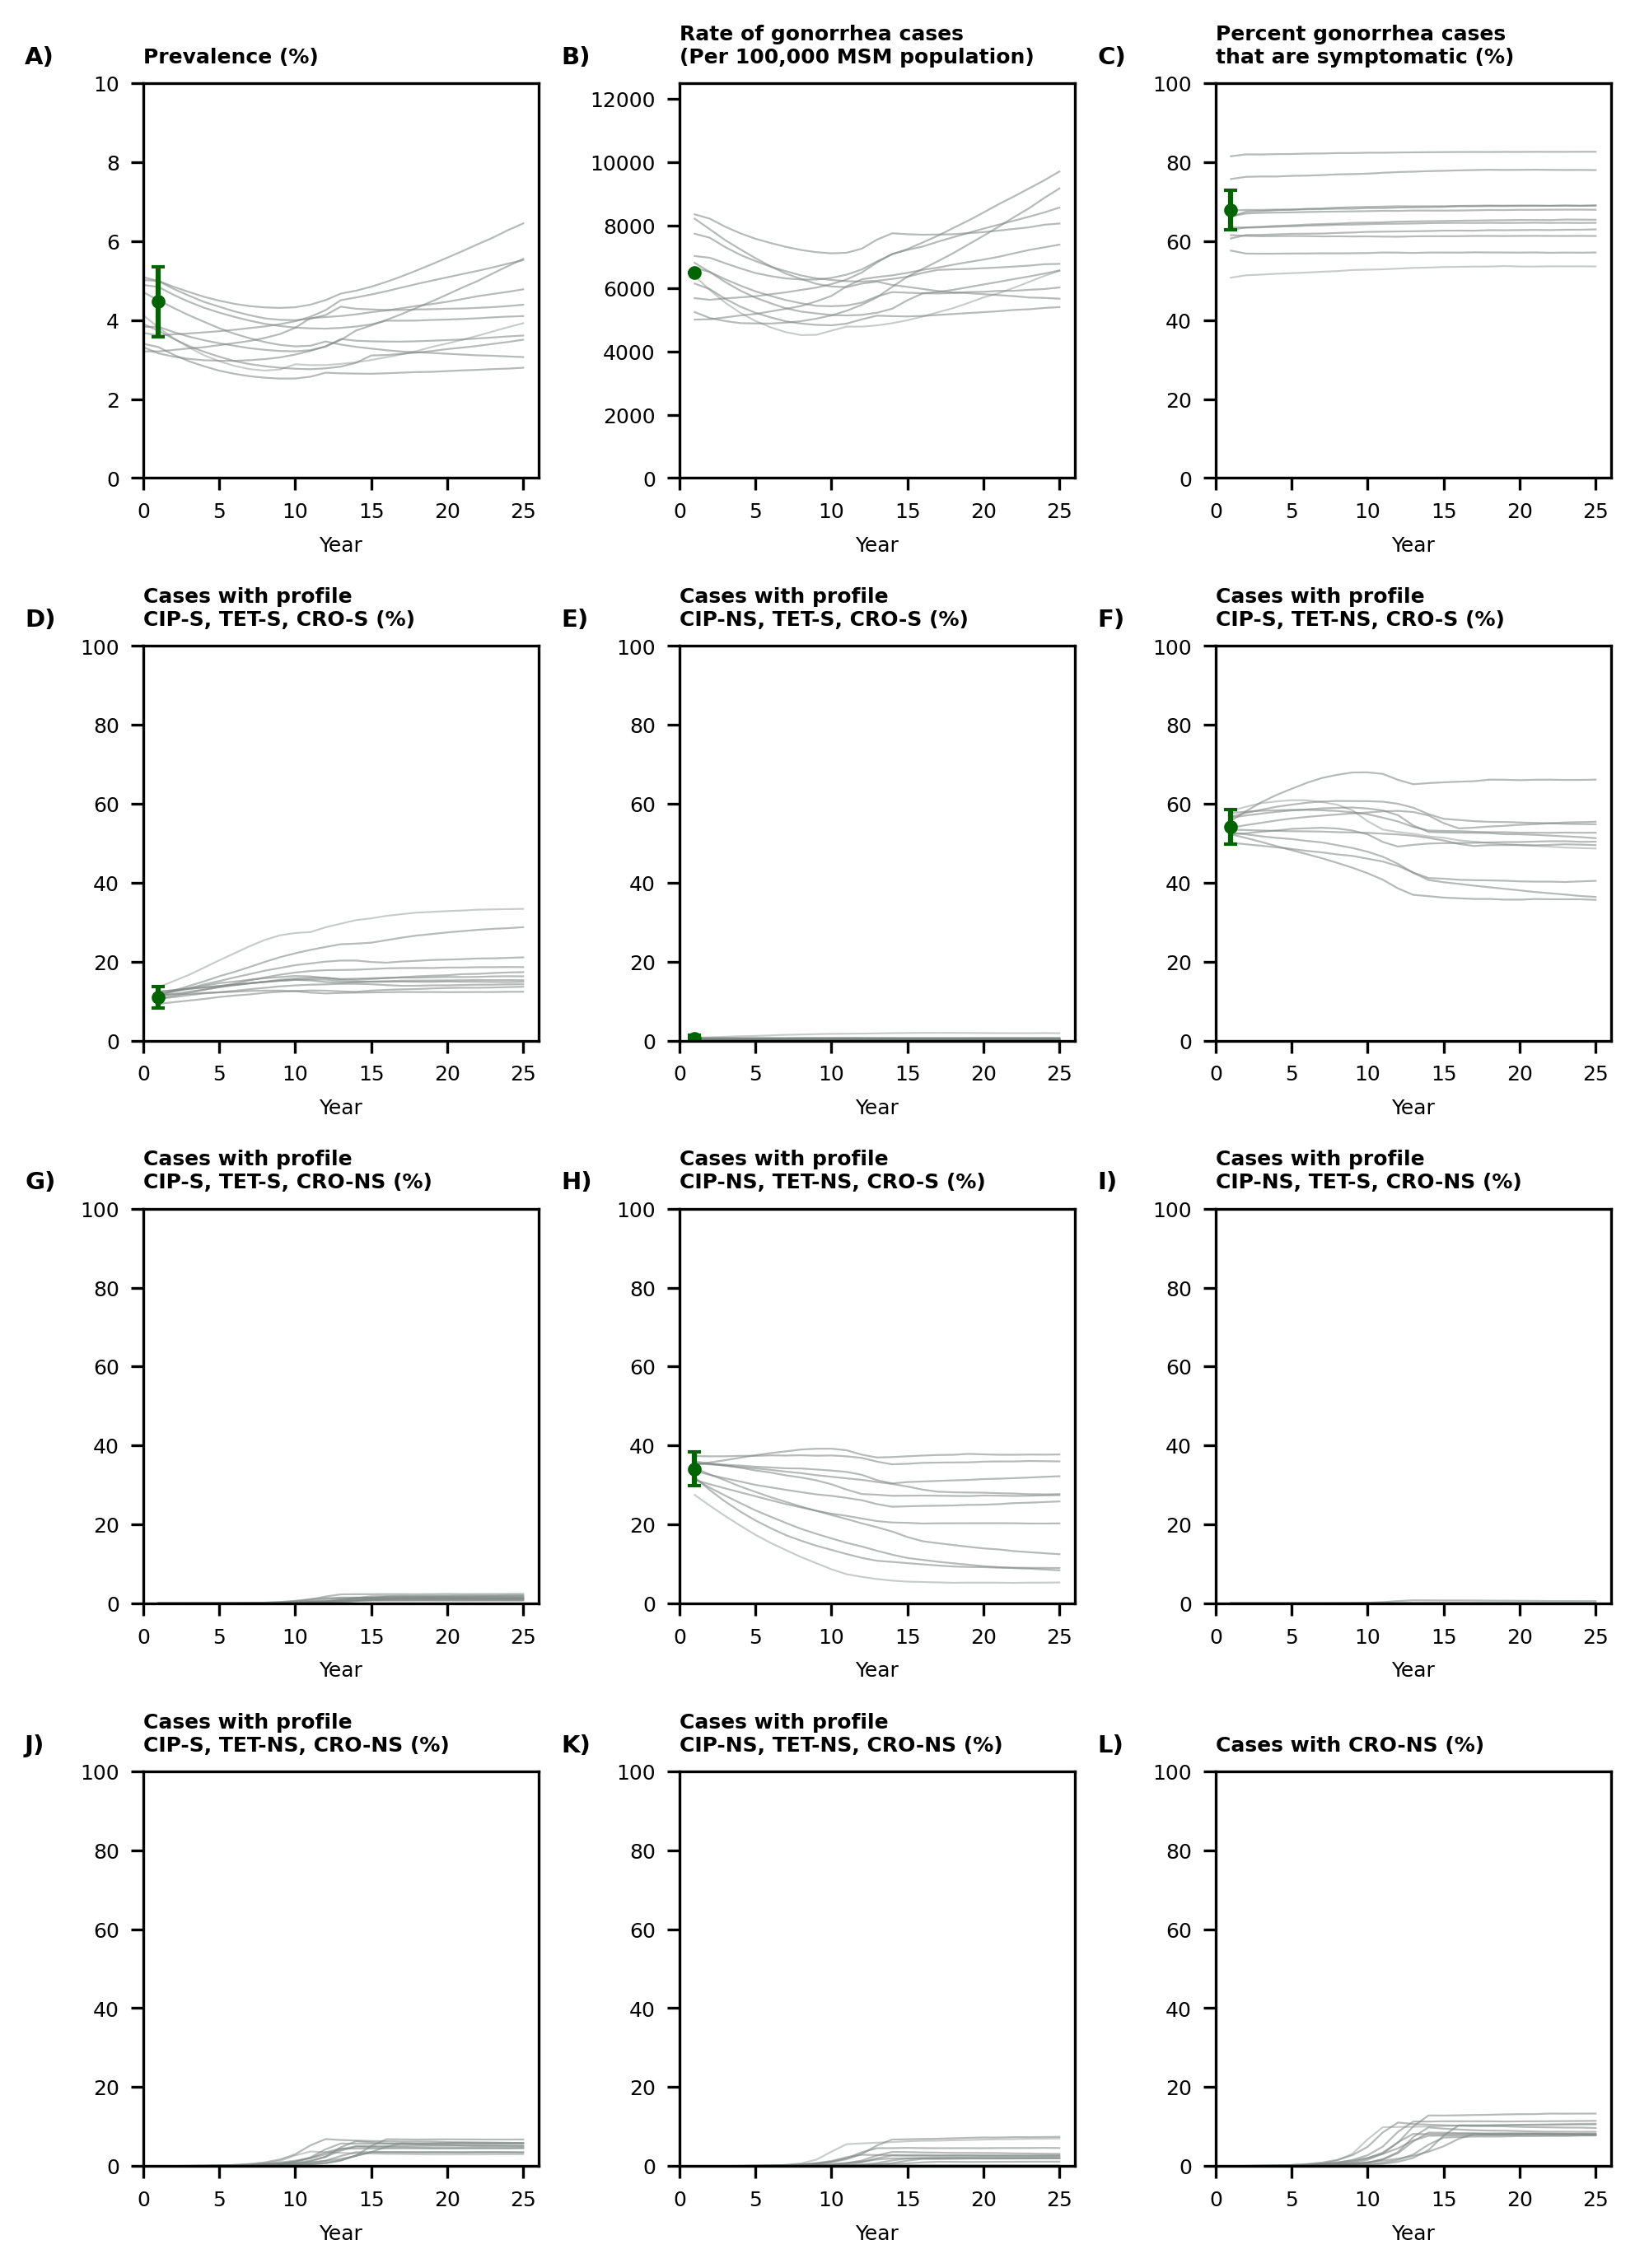 A)
Prevalence (%)
10
8
6
4
2
0
0 5 10 15 20 25
Year
B)
Rate of gonorrhea cases
(Per 100,000 MSM population)
12000
10000
8000
6000
4000
2000
0
0 5 10 15 20 25
Year
C)
Percent gonorrhea cases
that are symptomatic (%)
100
80
60
40
20
0
0 5 10 15 20 25
Year
D)
Cases with profile
CIP-S, TET-S, CRO-S (%)
100
80
60
40
20
0
0 5 10 15 20 25
Year
E)
Cases with profile
CIP-NS, TET-S, CRO-S (%)
100
80
60
40
20
0
0 5 10 15 20 25
Year
F)
Cases with profile
CIP-S, TET-NS, CRO-S (%)
100
80
60
40
20
0
0 5 10 15 20 25
Year
G)
Cases with profile
CIP-S, TET-S, CRO-NS (%)
100
80
60
40
20
0
0 5 10 15 20 25
Year
H)
Cases with profile
CIP-NS, TET-NS, CRO-S (%)
100
80
60
40
20
0
0 5 10 15 20 25
Year
I)
Cases with profile
CIP-NS, TET-S, CRO-NS (%)
100
80
60
40
20
0
0 5 10 15 20 25
Year
J)
Cases with profile
CIP-S, TET-NS, CRO-NS (%)
100
80
60
40
20
0
0 5 10 15 20 25
Year
K)
Cases with profile
CIP-NS, TET-NS, CRO-NS (%)
100
80
60
40
20
0
0 5 10 15 20 25
Year
L)
Cases with CRO-NS (%)
100
80
60
40
20
0
0 5 10 15 20 25
Year